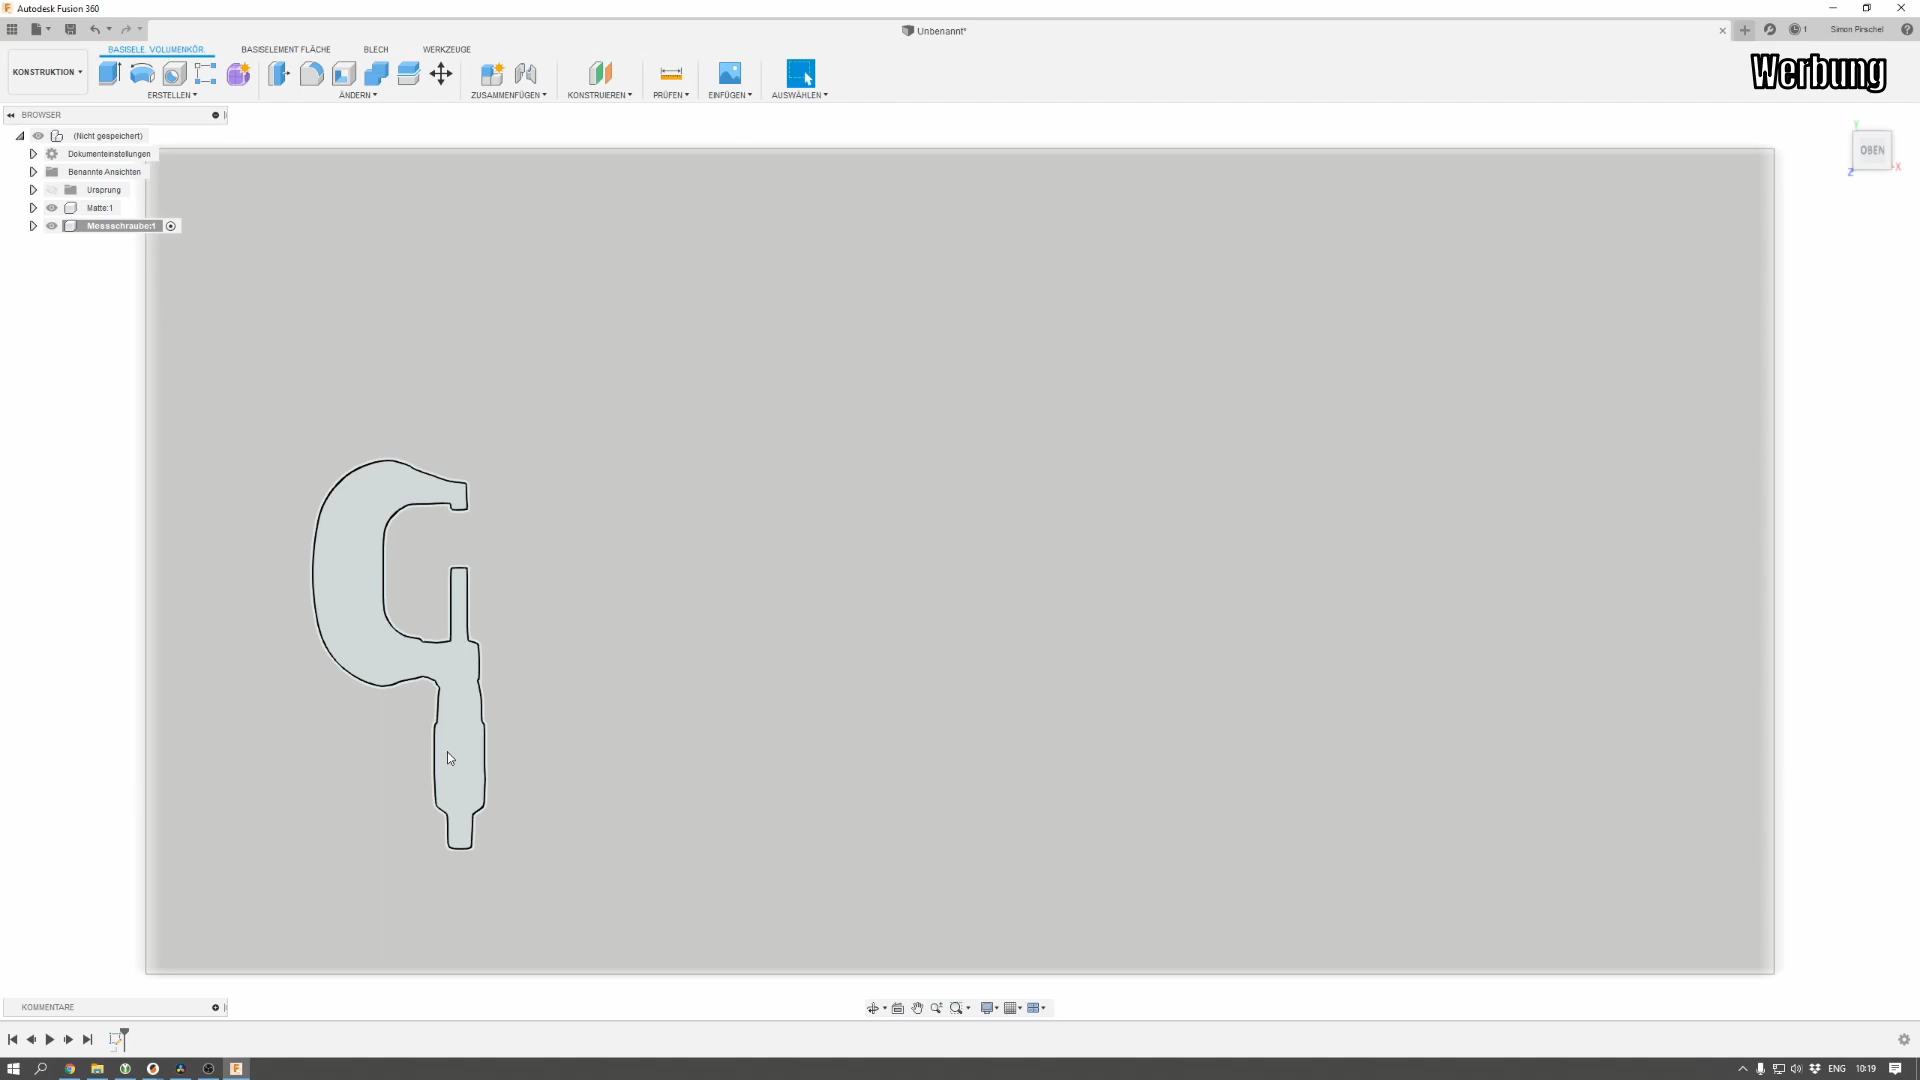 Autodesk Fusion 360
Unbenannt*
1
Simon Pirschel
KONSTRUKTION
BASISELE. VOLUMENKÖR.
BASISELEMENT FLÄCHE
BLECH
WERKZEUGE
ERSTELLEN
ÄNDERN
ZUSAMMENFÜGEN
KONSTRUIEREN
PRÜFEN
EINFÜGEN
AUSWÄHLEN
Werbung
BROWSER
(Nicht gespeichert)
Dokumenteinstellungen
Benannte Ansichten
Ursprung
Matte:1
Messschraube:1
Y
OBEN
X
Z
KOMMENTARE
ENG
10:19